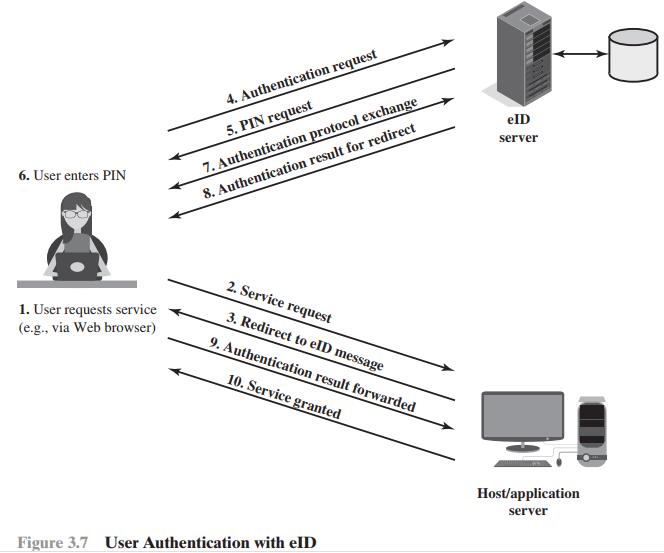 4. Authentication request
5. PIN request
7. Authentication protocol exchange
8. Authentication result for redirect
eID
server
6. User enters PIN
1. User requests service
(e.g., via Web browser)
2. Service request
3. Redirect to eID message
9. Authentication result forwarded
10. Service granted
Host/application
server
Figure 3.7 User Authentication with eID